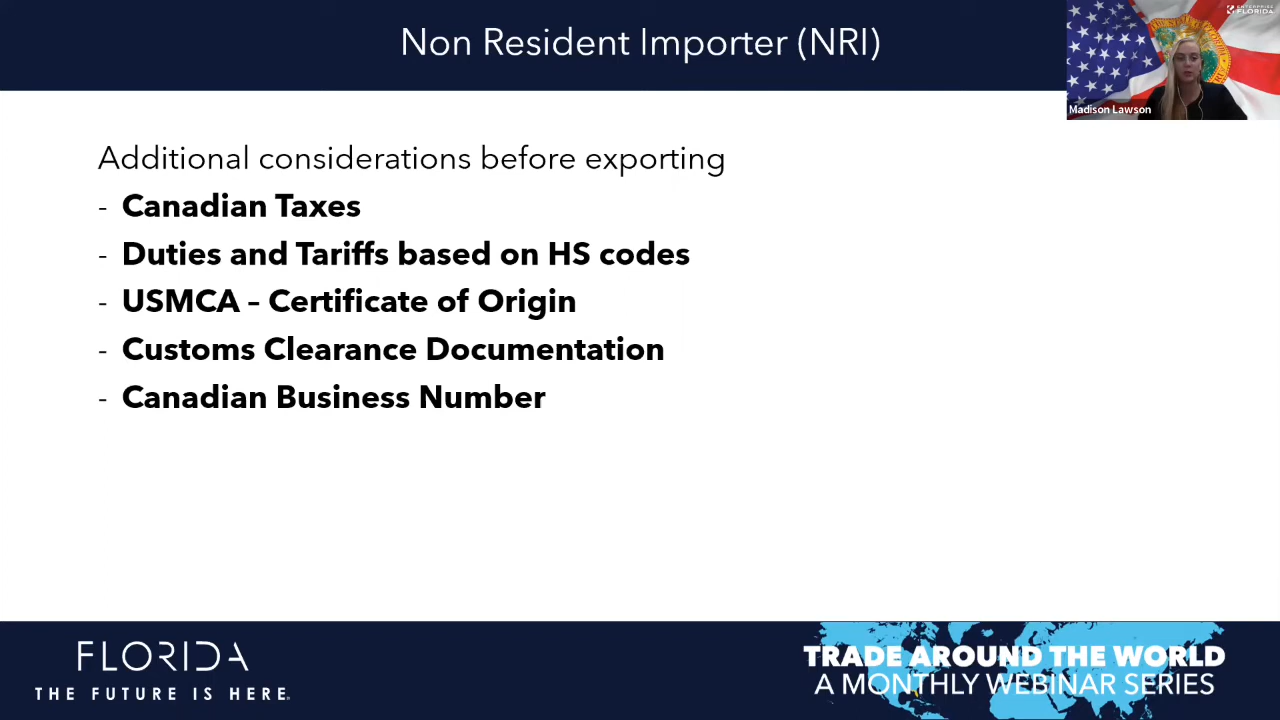 Non Resident Importer (NRI)
ENTERPRISE
FLORIDA
Madison Lawson
Additional considerations before exporting
- Canadian Taxes
- Duties and Tariffs based on HS codes
- USMCA – Certificate of Origin
- Customs Clearance Documentation
- Canadian Business Number
FLORIDA
THE FUTURE IS HERE.
TRADE AROUND THE WORLD
A MONTHLY WEBINAR SERIES